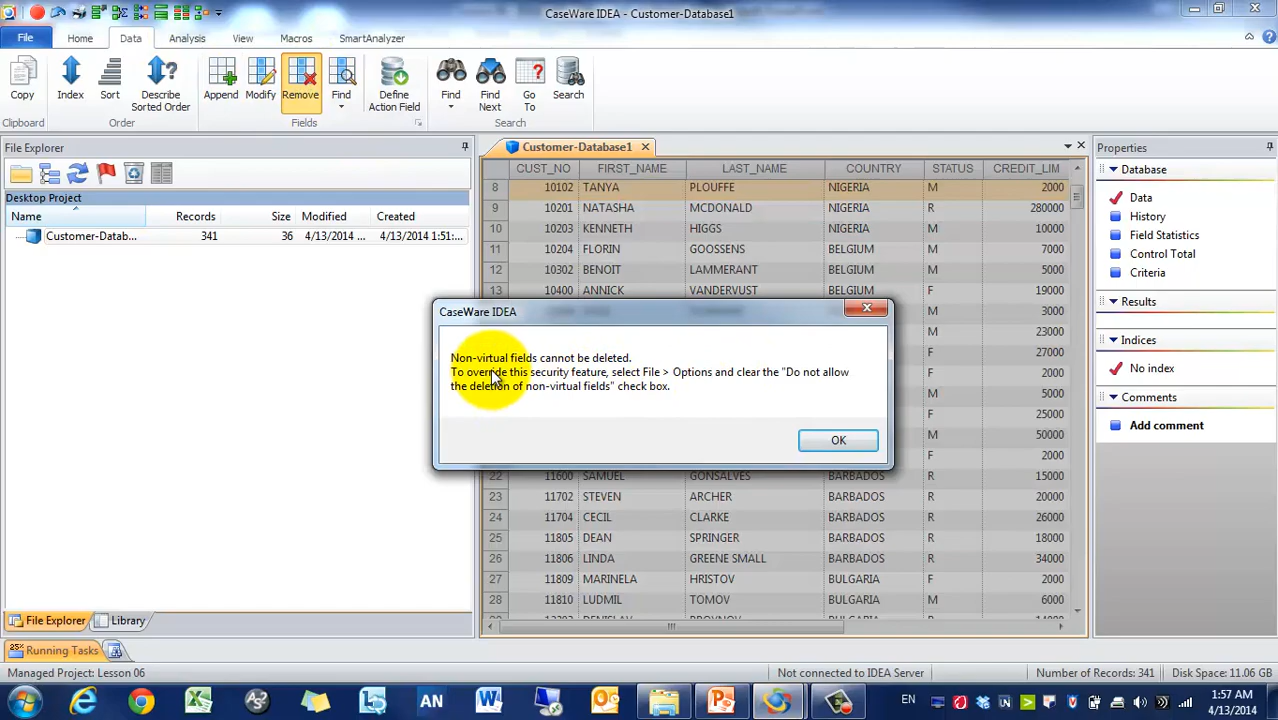 CaseWare IDEA - Customer-Database1
File Home Data Analysis View Macros SmartAnalyzer
Copy Index Sort Describe Sorted Order Append Modify Remove Find Define Action Field Find Find Next Go To Search
Clipboard Order Fields Search
File Explorer
Desktop Project
Name Records Size Modified Created
Customer-Datab... 341 36 4/13/2014 ... 4/13/2014 1:51:...
Customer-Database1
CUST_NO FIRST_NAME LAST_NAME COUNTRY STATUS CREDIT_LIM
8 10102 TANYA PLOUFFE NIGERIA M 2000
9 10201 NATASHA MCDONALD NIGERIA R 280000
10 10203 KENNETH HIGGS NIGERIA M 10000
11 10204 FLORIN GOOSSENS BELGIUM M 7000
12 10302 BENOIT LAMMERANT BELGIUM M 5000
13 10400 ANNICK VANDERVUST BELGIUM F 19000
M 3000
M 23000
F 27000
F 2000
M 5000
F 25000
M 50000
F 2000
22 11600 SAMUEL GONSALVES BARBADOS R 15000
23 11702 STEVEN ARCHER BARBADOS R 20000
24 11704 CECIL CLARKE BARBADOS R 26000
25 11805 DEAN SPRINGER BARBADOS R 18000
26 11806 LINDA GREENE SMALL BARBADOS R 34000
27 11809 MARINELA HRISTOV BULGARIA F 2000
28 11810 LUDMIL TOMOV BULGARIA M 6000
CaseWare IDEA
Non-virtual fields cannot be deleted.
To override this security feature, select File > Options and clear the "Do not allow
the deletion of non-virtual fields" check box.
OK
Properties
Database
Data
History
Field Statistics
Control Total
Criteria
Results
Indices
No index
Comments
Add comment
File Explorer Library
Running Tasks
Managed Project: Lesson 06 Not connected to IDEA Server Number of Records: 341 Disk Space: 11.06 GB
AN EN 1:57 AM
4/13/2014